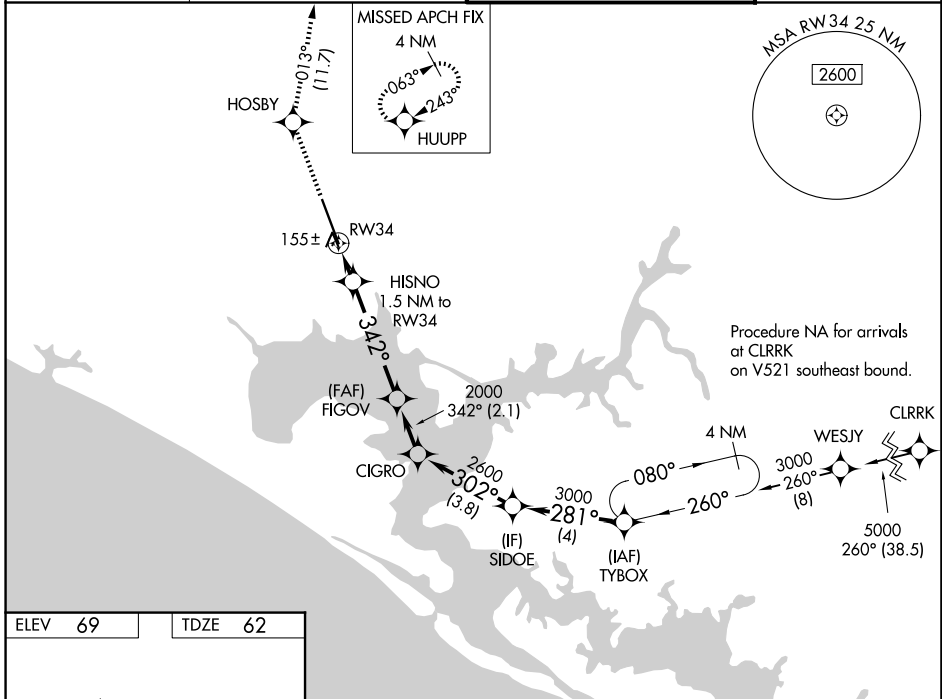 MISSED APCH FIX
4 NM
063°
243°
HUUPP
MSA RW34 25 NM
2600
013°
(11.7)
HOSBY
155±
RW34
HISNO
1.5 NM to
RW34
342°
(FAF)
FIGOV
2000
342° (2.1)
CIGRO
2600
302°
(3.8)
(IF)
SIDOE
3000
281°
(4)
(IAF)
TYBOX
080°
260°
4 NM
Procedure NA for arrivals
at CLRRK
on V521 southeast bound.
WESJY
3000
260°
(8)
CLRRK
5000
260° (38.5)
ELEV 69
TDZE 62